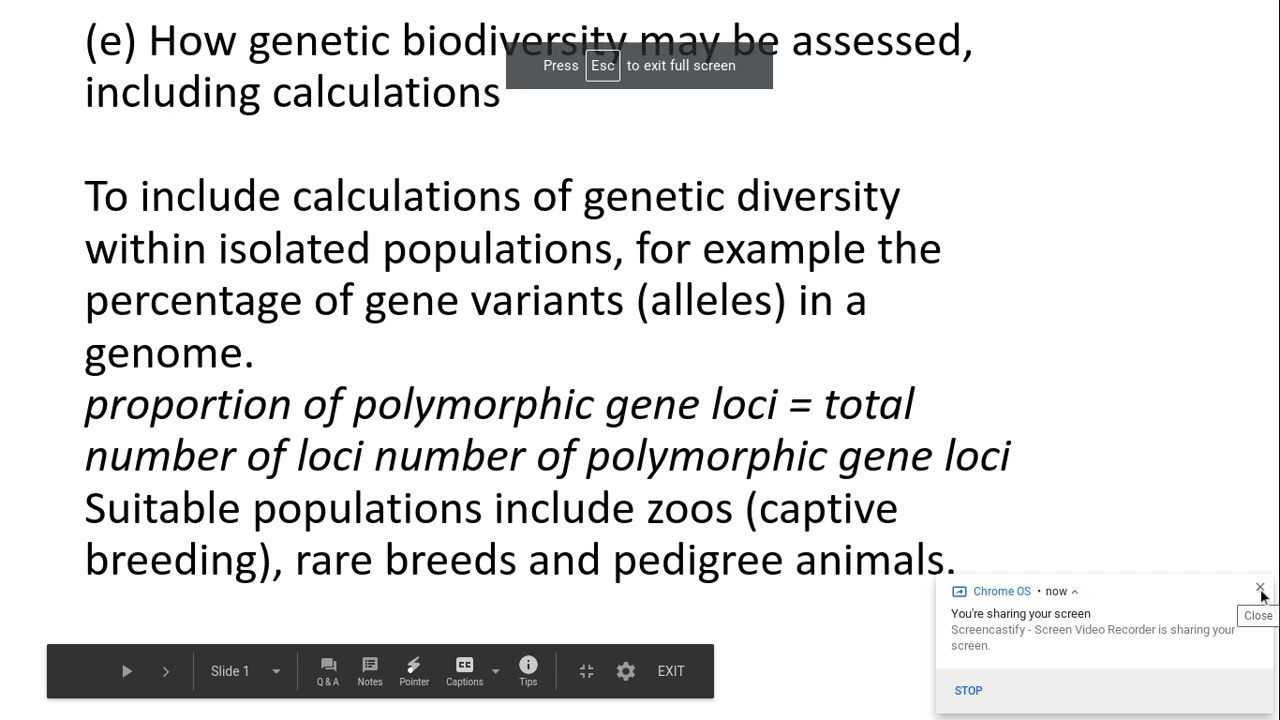 (e) How genetic biodiversity may be assessed,
Press Esc to exit full screen
including calculations
To include calculations of genetic diversity
within isolated populations, for example the
percentage of gene variants (alleles) in a
genome.
proportion of polymorphic gene loci = total
number of loci number of polymorphic gene loci
Suitable populations include zoos (captive
breeding), rare breeds and pedigree animals.
Chrome OS • now
Close
You're sharing your screen
Screencastify - Screen Video Recorder is sharing your
screen.
STOP
Slide 1
Q & A Notes Pointer CC Captions Tips EXIT